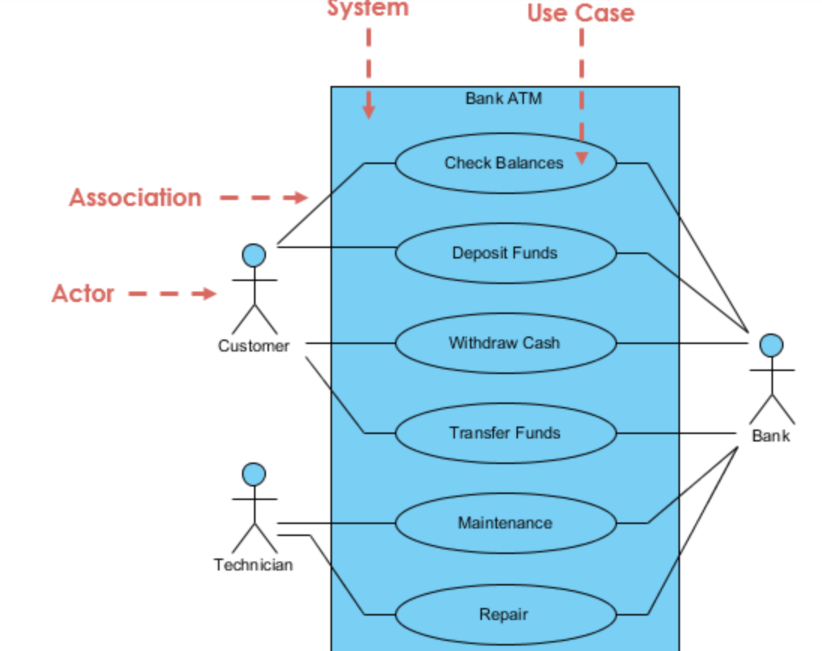 System
Use Case
Bank ATM
Check Balances
Association
Deposit Funds
Actor
Customer
Withdraw Cash
Transfer Funds
Bank
Maintenance
Technician
Repair